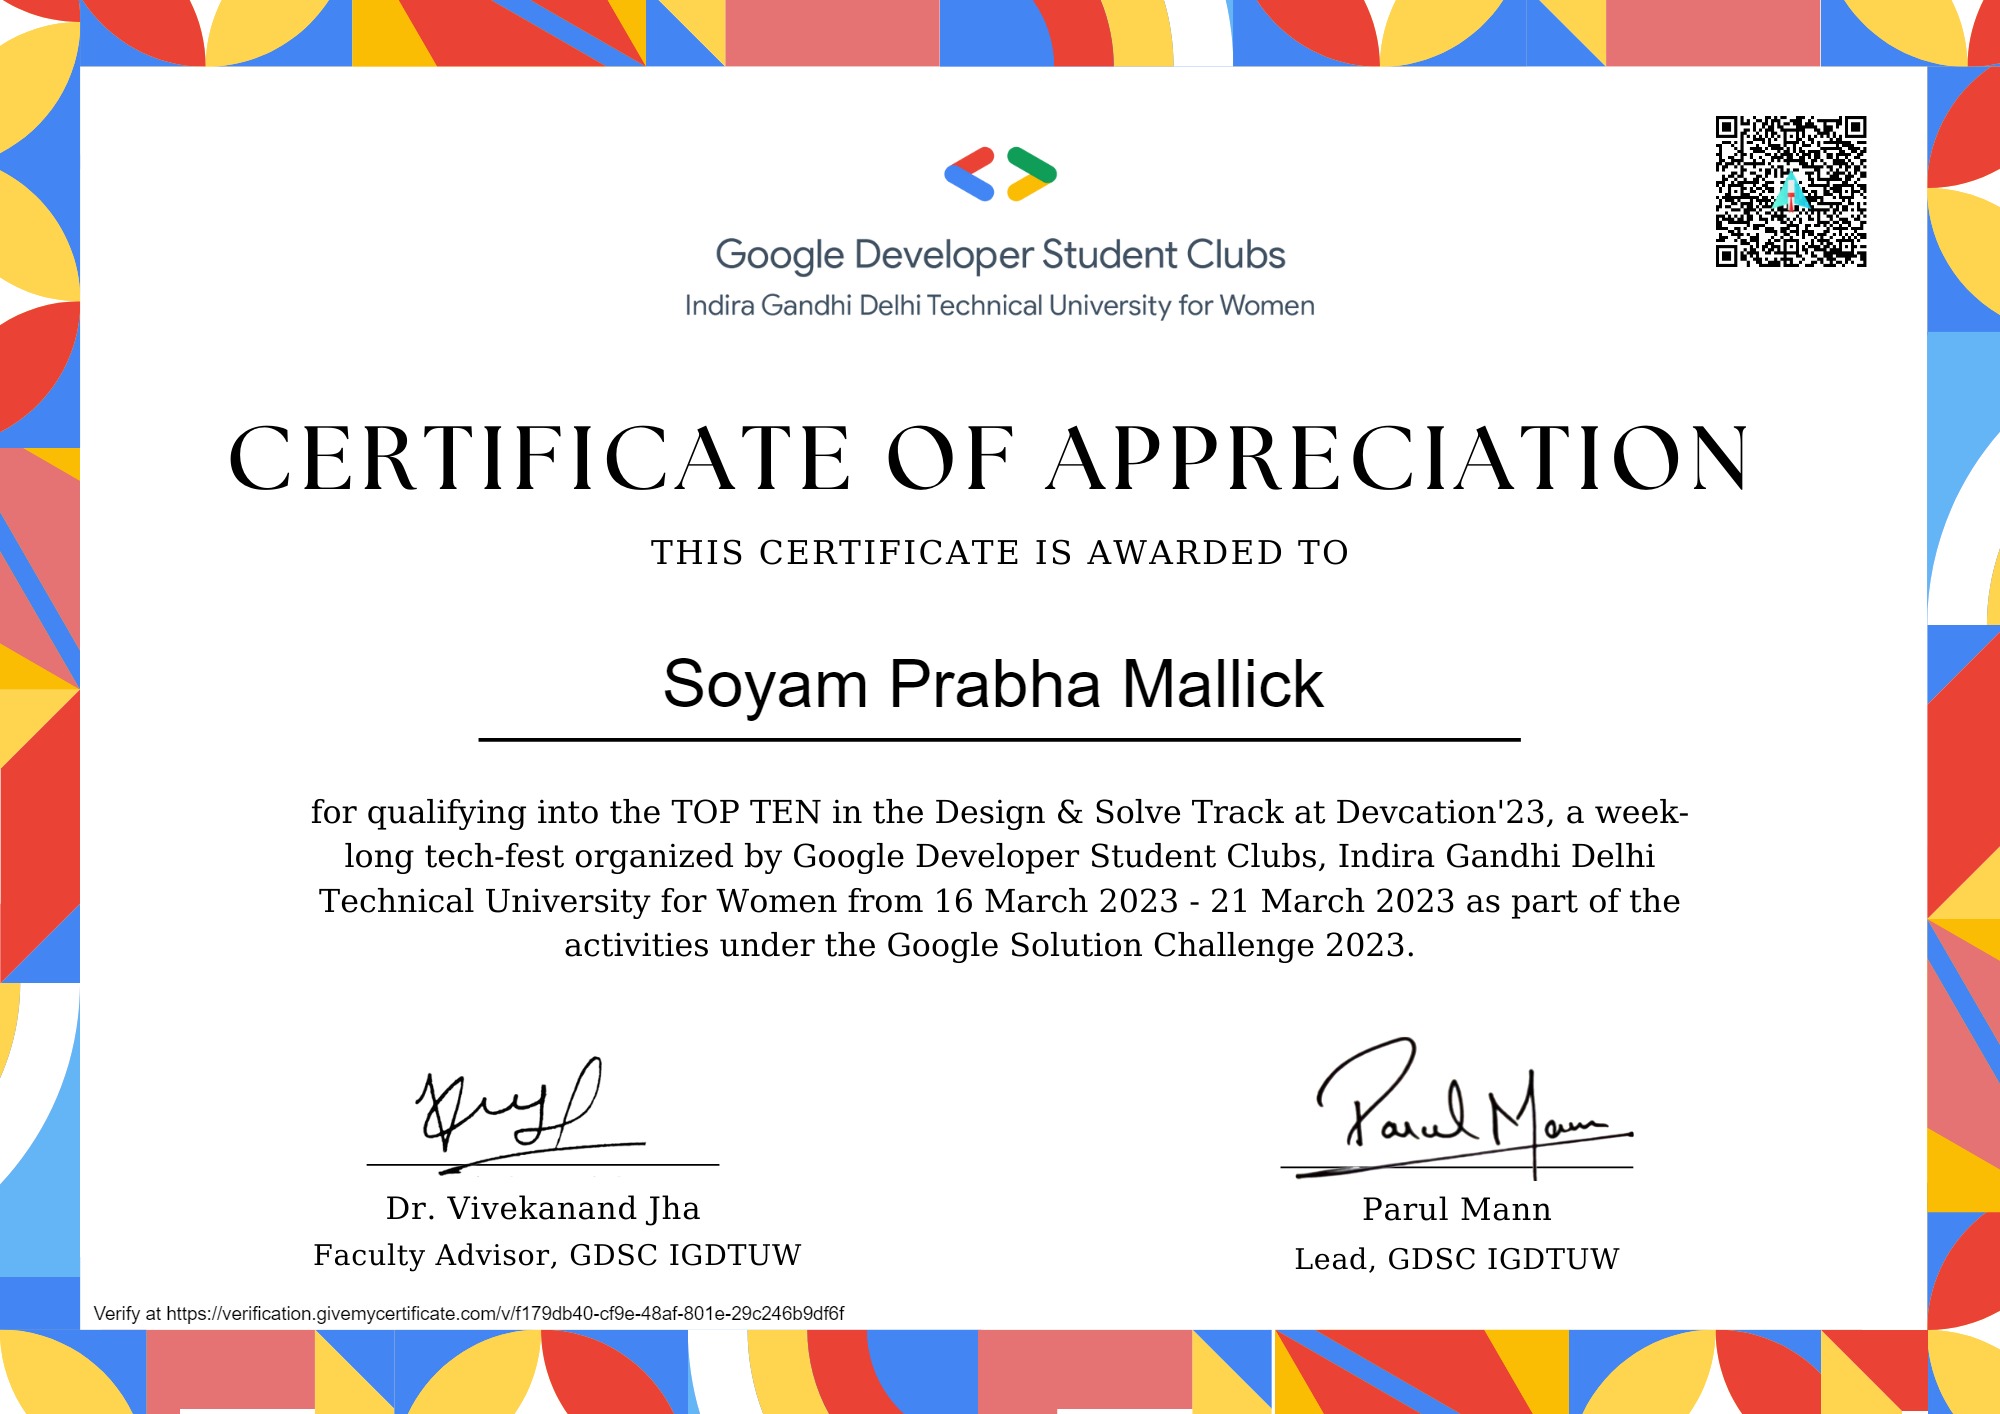 Google Developer Student Clubs
Indira Gandhi Delhi Technical University for Women
CERTIFICATE OF APPRECIATION
THIS CERTIFICATE IS AWARDED TO
Soyam Prabha Mallick
for qualifying into the TOP TEN in the Design & Solve Track at Devcation'23, a week-
long tech-fest organized by Google Developer Student Clubs, Indira Gandhi Delhi
Technical University for Women from 16 March 2023 - 21 March 2023 as part of the
activities under the Google Solution Challenge 2023.
Parul Mann
Dr. Vivekanand Jha
Faculty Advisor, GDSC IGDTUW
Parul Mann
Lead, GDSC IGDTUW
Verify at https://verification.givemycertificate.com/v/f179db40-cf9e-48af-801e-29c246b9df6f